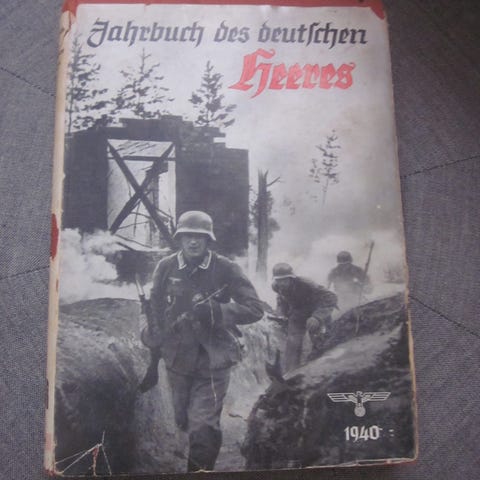 Jahrbuch des deutschen
Heeres
1940